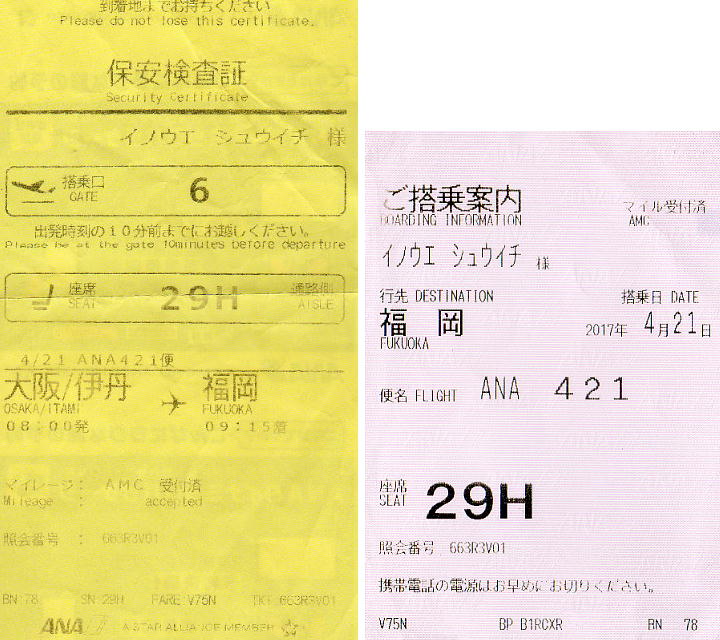 到着地までお持ちください
Please do not lose this certificate.
保安検査証
Security Certificate
イノウエ シュウイチ 様
搭乗口
GATE
6
出発時刻の10分前までにお越しください。
Please be at the gate 10minutes before departure
座席
SEAT
29H
通路側
AISLE
4/21 ANA421便
大阪/伊丹
OSAKA/ITAMI
08:00発
福岡
FUKUOKA
09:15着
マイレージ : AMC 受付済
Mileage : accepted
照会番号 : 663R3V01
BN:78 SN:29H FARE:V75N TKT:663R3V01
ANA A STAR ALLIANCE MEMBER
ご搭乗案内
BOARDING INFORMATION
マイル受付済
AMC
イノウエ シュウイチ 様
行先 DESTINATION
福岡
FUKUOKA
搭乗日 DATE
2017年 4月21日
便名 FLIGHT ANA 421
座席
SEAT
29H
照会番号 663R3V01
携帯電話の電源はお早めにお切りください。
V75N BP B1RCXR BN 78